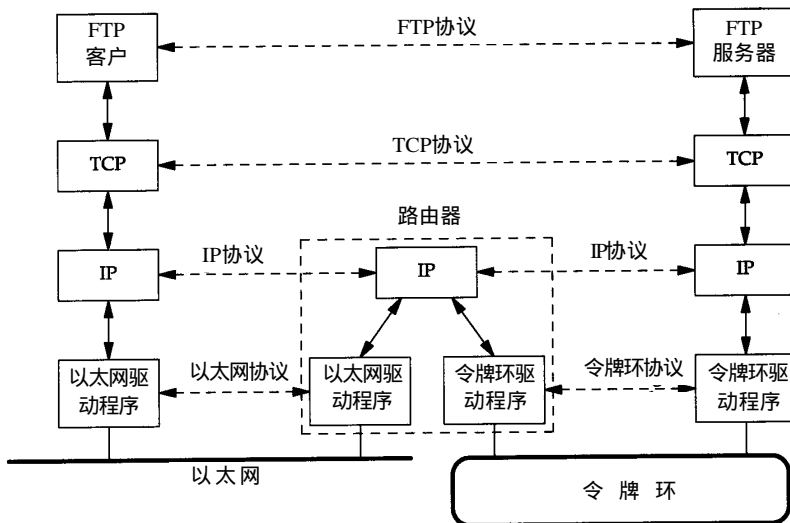 FTP
客户
FTP协议
FTP
服务器
TCP
TCP协议
TCP
路由器
IP
IP协议
IP
IP协议
IP
以太网驱
动程序
以太网协议
以太网驱
动程序
令牌环驱
动程序
令牌环协议
令牌环驱
动程序
以太网
令牌环